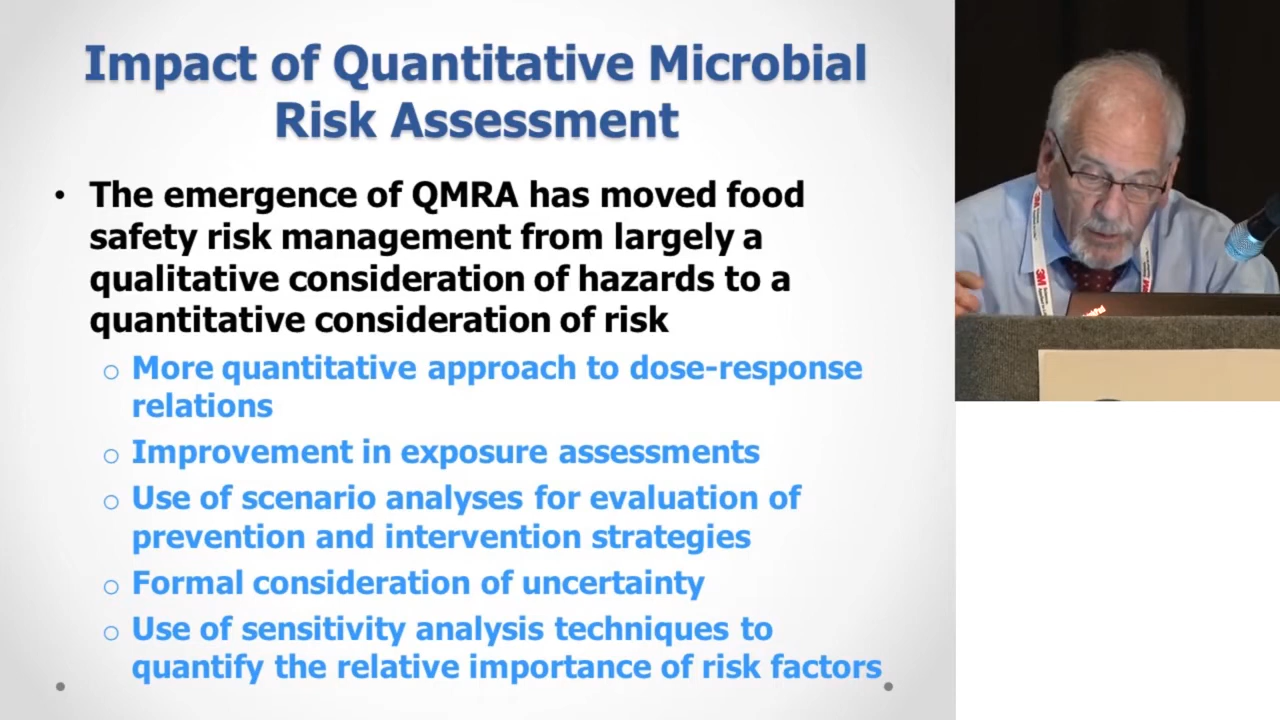 Impact of Quantitative Microbial
Risk Assessment
• The emergence of QMRA has moved food
safety risk management from largely a
qualitative consideration of hazards to a
quantitative consideration of risk
o More quantitative approach to dose-response
relations
o Improvement in exposure assessments
o Use of scenario analyses for evaluation of
prevention and intervention strategies
o Formal consideration of uncertainty
o Use of sensitivity analysis techniques to
quantify the relative importance of risk factors
3M
3M